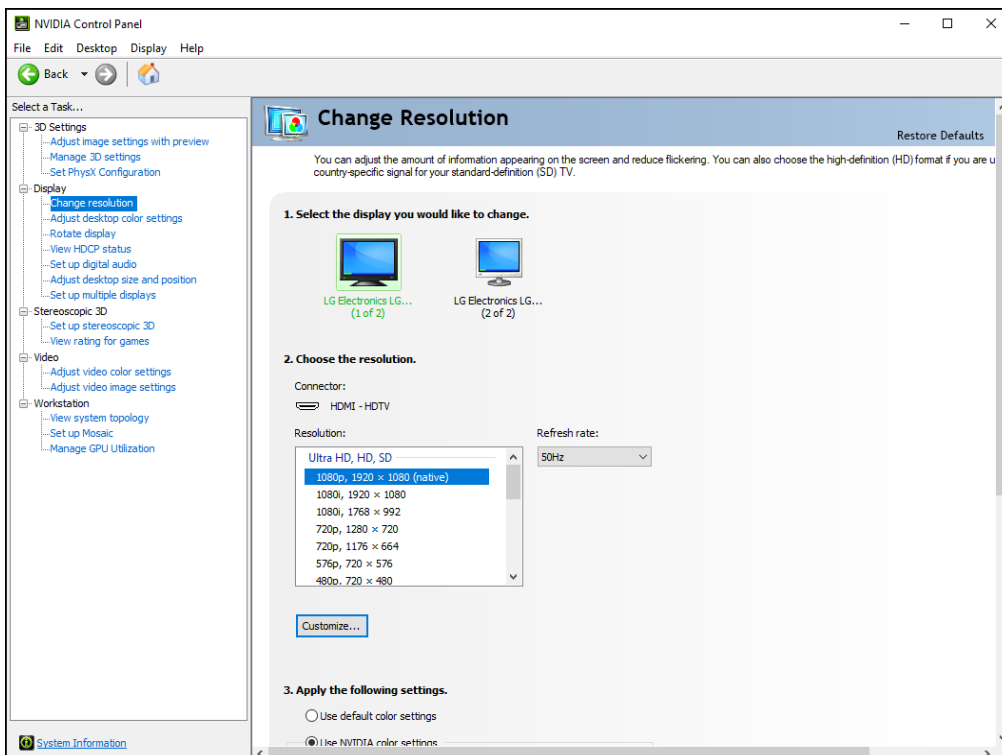 NVIDIA Control Panel
File Edit Desktop Display Help
Back
Select a Task...
3D Settings
Adjust image settings with preview
Manage 3D settings
Set PhysX Configuration
Display
Change resolution
Adjust desktop color settings
Rotate display
View HDCP status
Set up digital audio
Adjust desktop size and position
Set up multiple displays
Stereoscopic 3D
Set up stereoscopic 3D
View rating for games
Video
Adjust video color settings
Adjust video image settings
Workstation
View system topology
Set up Mosaic
Manage GPU Utilization
System Information
Change Resolution
Restore Defaults
You can adjust the amount of information appearing on the screen and reduce flickering. You can also choose the high-definition (HD) format if you are u
country-specific signal for your standard-definition (SD) TV.
1. Select the display you would like to change.
LG Electronics LG...
(1 of 2)
LG Electronics LG...
(2 of 2)
2. Choose the resolution.
Connector:
HDMI - HDTV
Resolution:
Refresh rate:
Ultra HD, HD, SD
50Hz
1080p, 1920 × 1080 (native)
1080i, 1920 × 1080
1080i, 1768 × 992
720p, 1280 × 720
720p, 1176 × 664
576p, 720 × 576
480p, 720 × 480
Customize...
3. Apply the following settings.
Use default color settings
Use NVIDIA color settings